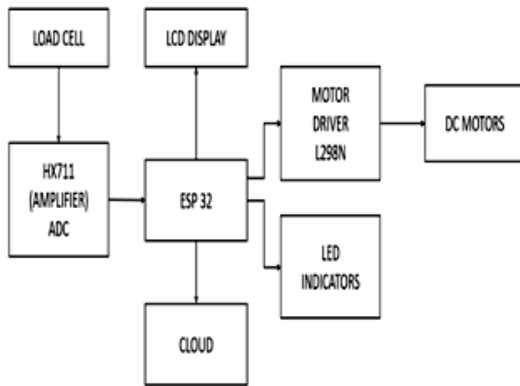 LOAD CELL
LCD DISPLAY
MOTOR
DRIVER
L298N
DC MOTORS
HX711
(AMPLIFIER)
ADC
ESP 32
LED
INDICATORS
CLOUD